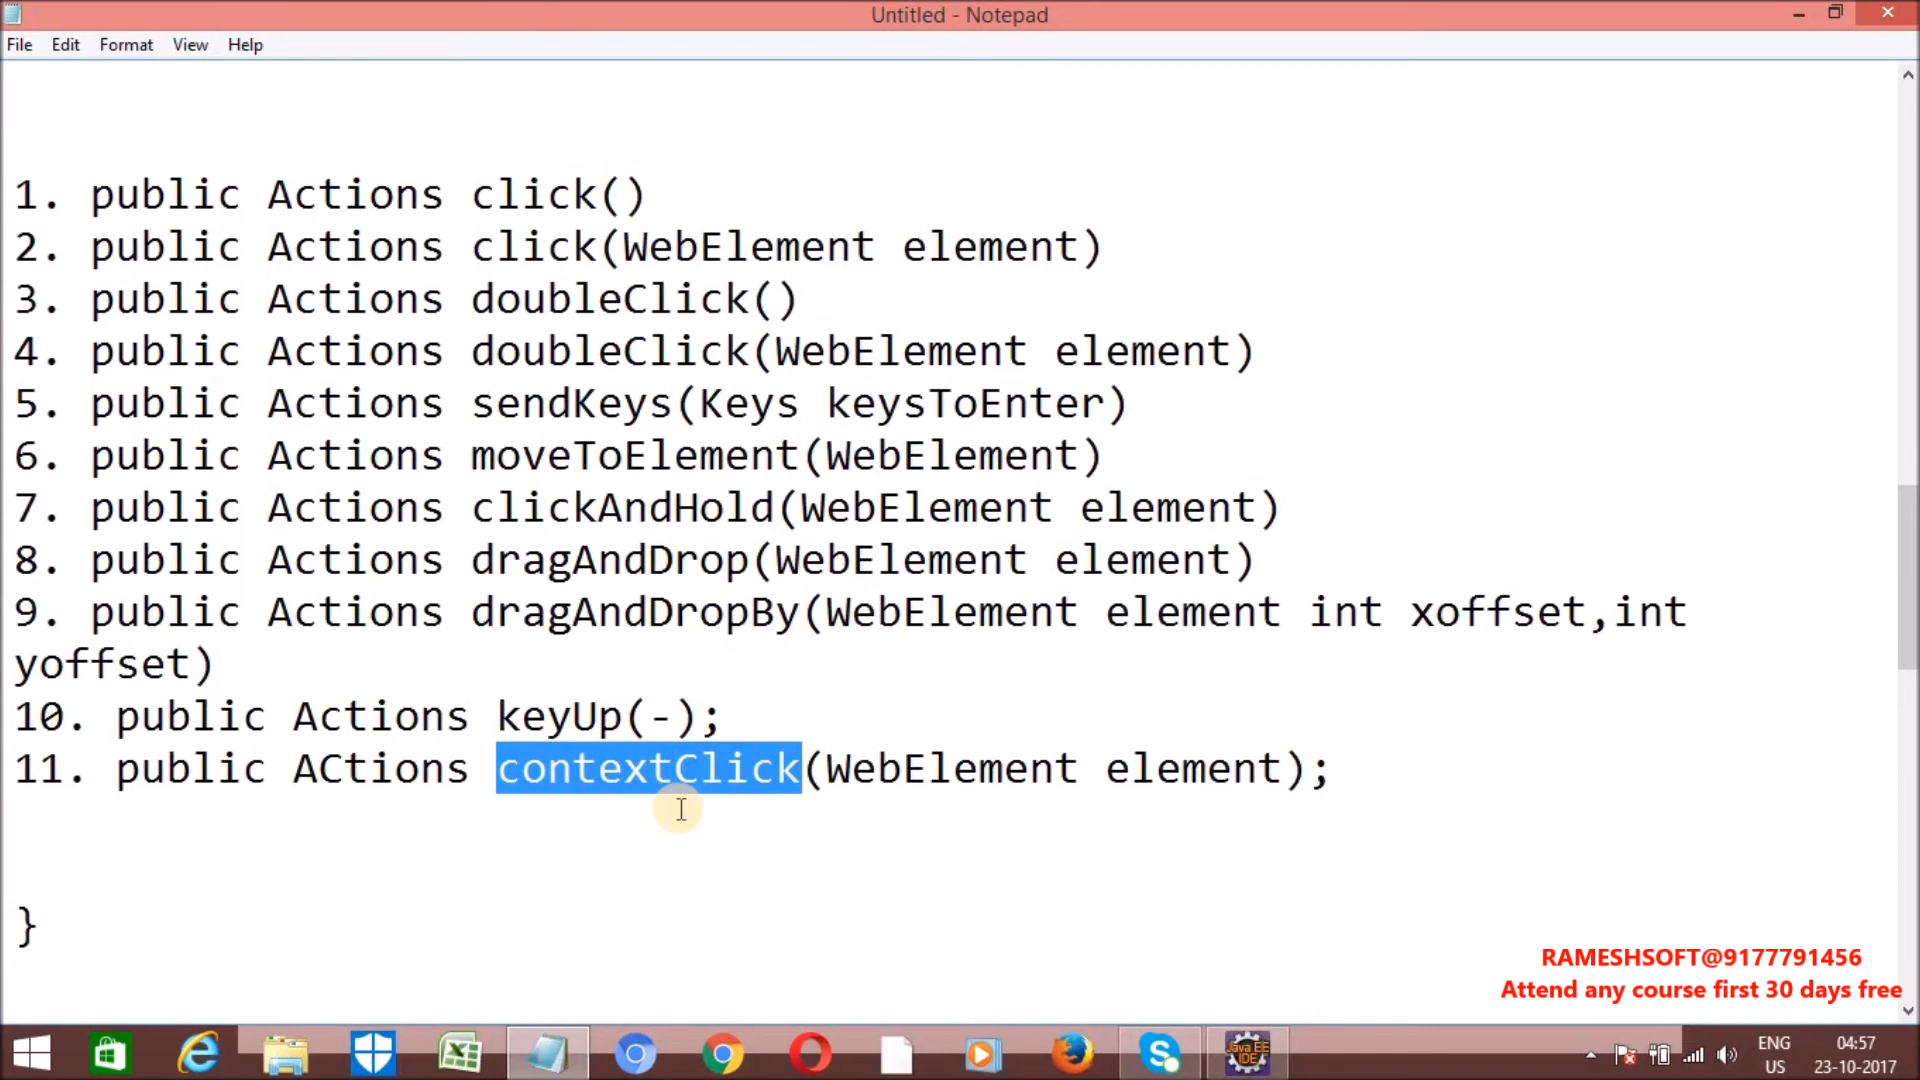 Untitled - Notepad
File Edit Format View Help
1. public Actions click()
2. public Actions click(WebElement element)
3. public Actions doubleClick()
4. public Actions doubleClick(WebElement element)
5. public Actions sendKeys(Keys keysToEnter)
6. public Actions moveToElement(WebElement)
7. public Actions clickAndHold(WebElement element)
8. public Actions dragAndDrop(WebElement element)
9. public Actions dragAndDropBy(WebElement element int xoffset,int
yoffset)
10. public Actions keyUp(-);
11. public ACtions contextClick(WebElement element);
}
RAMESHSOFT@9177791456
Attend any course first 30 days free
Java EE
IDE
ENG
US
04:57
23-10-2017